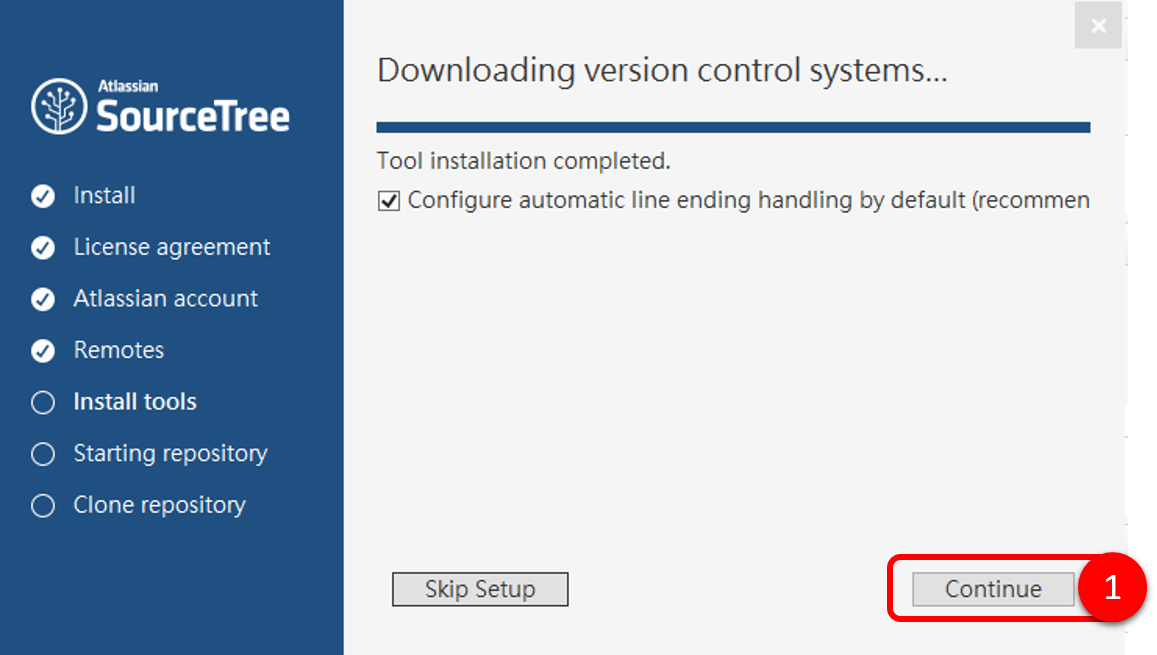 Atlassian
SourceTree
Install
License agreement
Atlassian account
Remotes
Install tools
Starting repository
Clone repository
Downloading version control systems...
Tool installation completed.
Configure automatic line ending handling by default (recommen
Skip Setup
Continue
1